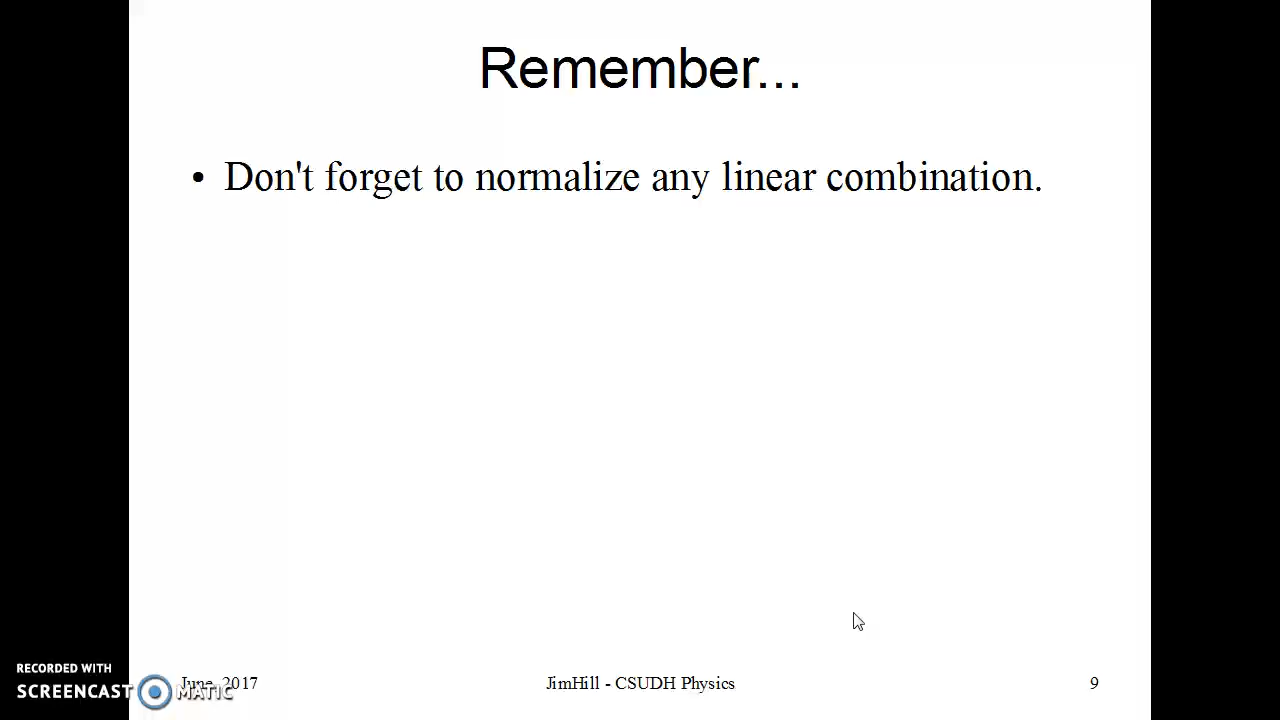 Remember...
• Don't forget to normalize any linear combination.
RECORDED WITH
SCREENCAST MATIC
June, 2017
JimHill - CSUDH Physics
9